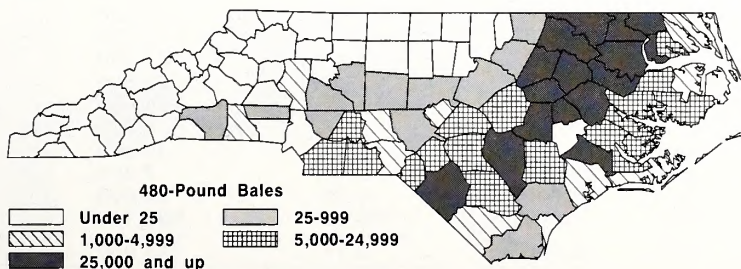 480-Pound Bales
Under 25
25-999
1,000-4,999
5,000-24,999
25,000 and up